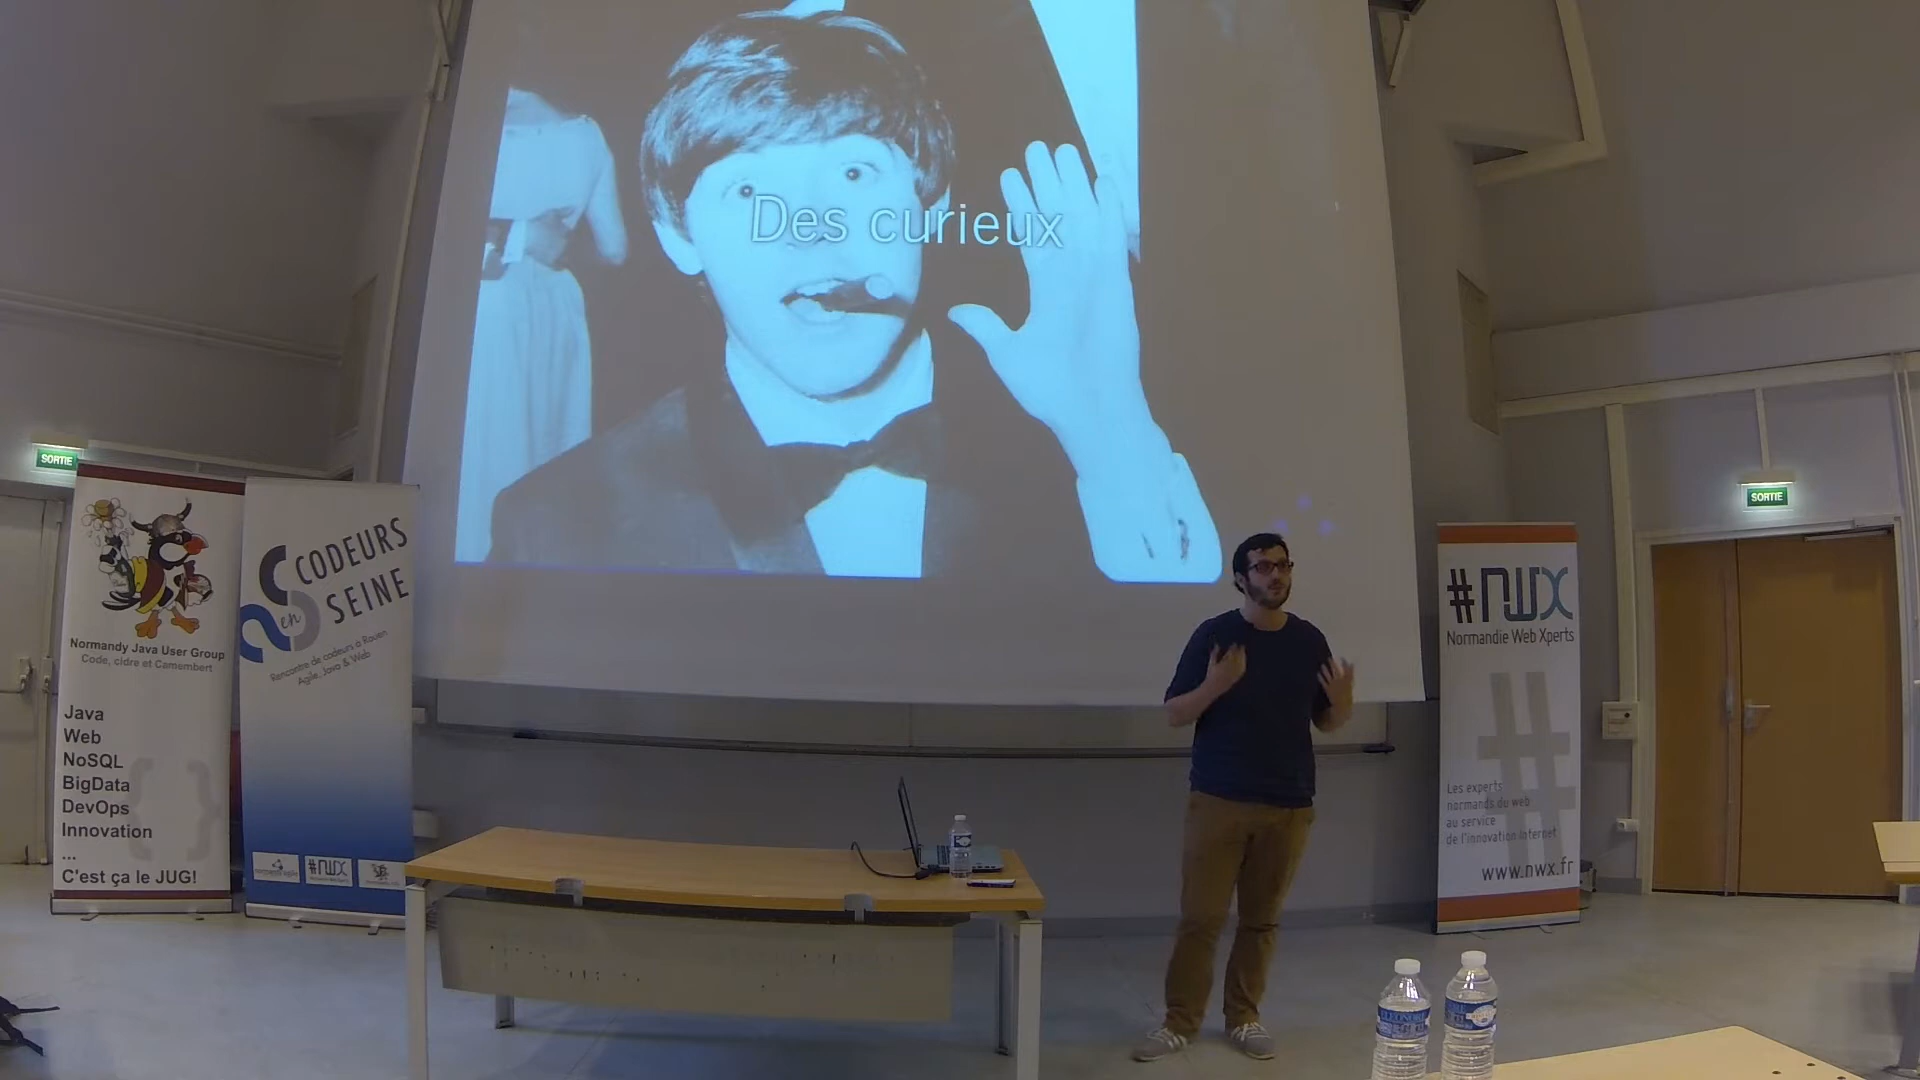 Des curieux
SORTIE
Normandy Java User Group
Code, cidre et Camembert
Java
Web
NoSQL
BigData
DevOps
Innovation
...
C'est ça le JUG!
CODEURS
en
SEINE
Rencontre de codeurs à Rouen
Agile, Java & Web
#NWX
SORTIE
#NWX
Normandie Web Xperts
#
Les experts
normands du web
au service
de l'innovation internet
www.nwx.fr